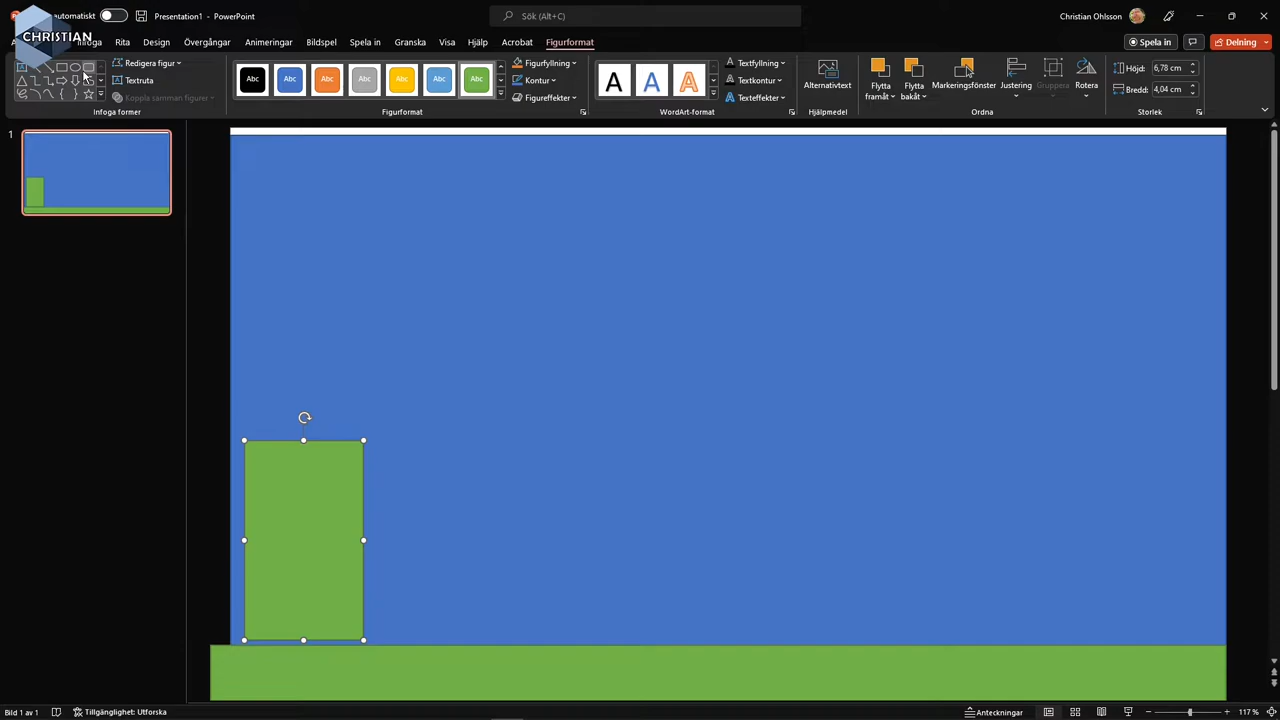 automatiskt
Presentation1 - PowerPoint
Sök (Alt+C)
Christian Ohlsson
CHRISTIAN
Infoga
Rita
Design
Övergångar
Animeringar
Bildspel
Spela in
Granska
Visa
Hjälp
Acrobat
Figurformat
Spela in
Delning
Redigera figur
Textruta
Koppla samman figurer
Infoga former
Abc Abc Abc Abc Abc Abc Abc
Figurfyllning
Kontur
Figureffekter
Figurformat
A A A
Textfyllning
Textkontur
Texteffekter
WordArt-format
Alternativtext
Hjälpmedel
Flytta framåt
Flytta bakåt
Markeringsfönster
Justering
Gruppera
Rotera
Ordna
Höjd: 6,78 cm
Bredd: 4,04 cm
Storlek
1
Bild 1 av 1
Tillgänglighet: Utforska
Anteckningar
117 %